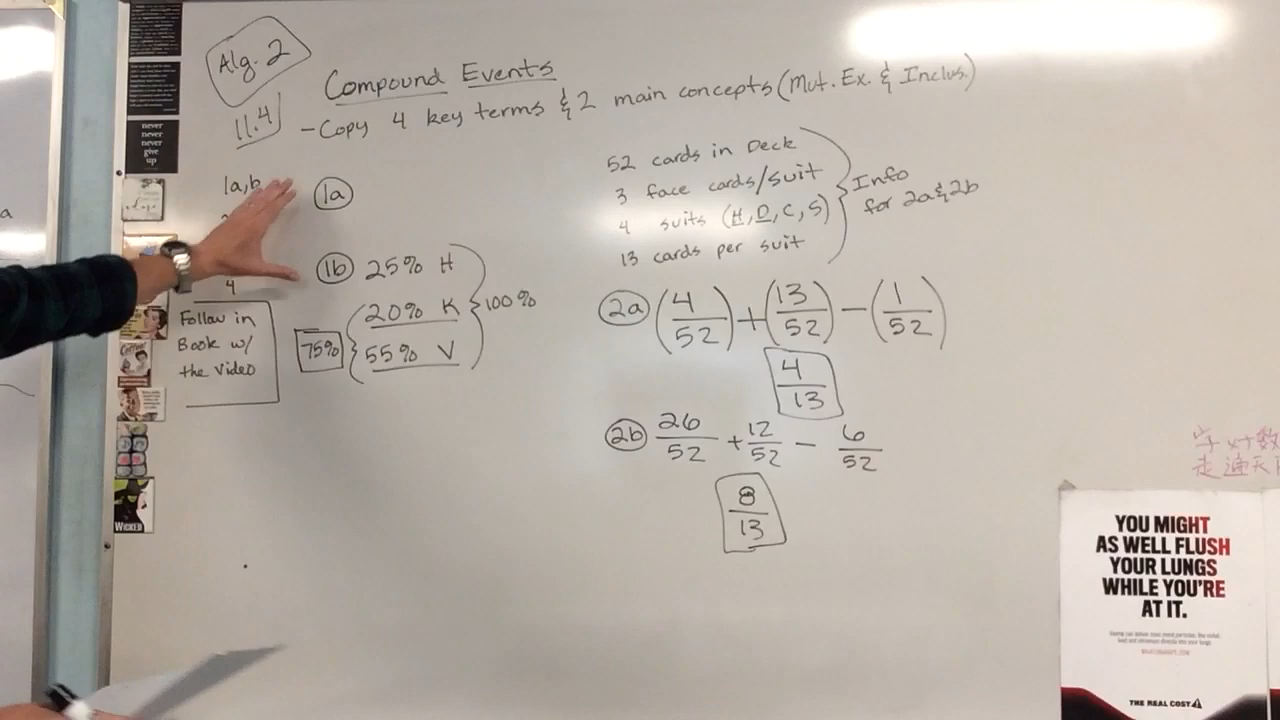 Alg. 2
11.4
Compound Events
- Copy 4 key terms & 2 main concepts (Mut. Ex. & Inclus.)
1a,b
4
Follow in
Book w/
the Video
1a
1b 25% H
20% K
55% V
75%
100%
52 cards in Deck
3 face cards/suit
4 suits (H, D, C, S)
13 cards per suit
Info
for 2a & 2b
2a (4/52) + (13/52) - (1/52)
4/13
2b 26/52 + 12/52 - 6/52
8/13
never
never
never
give
up
WICKED
a
YOU MIGHT
AS WELL FLUSH
YOUR LUNGS
WHILE YOU'RE
AT IT.
THE REAL COST